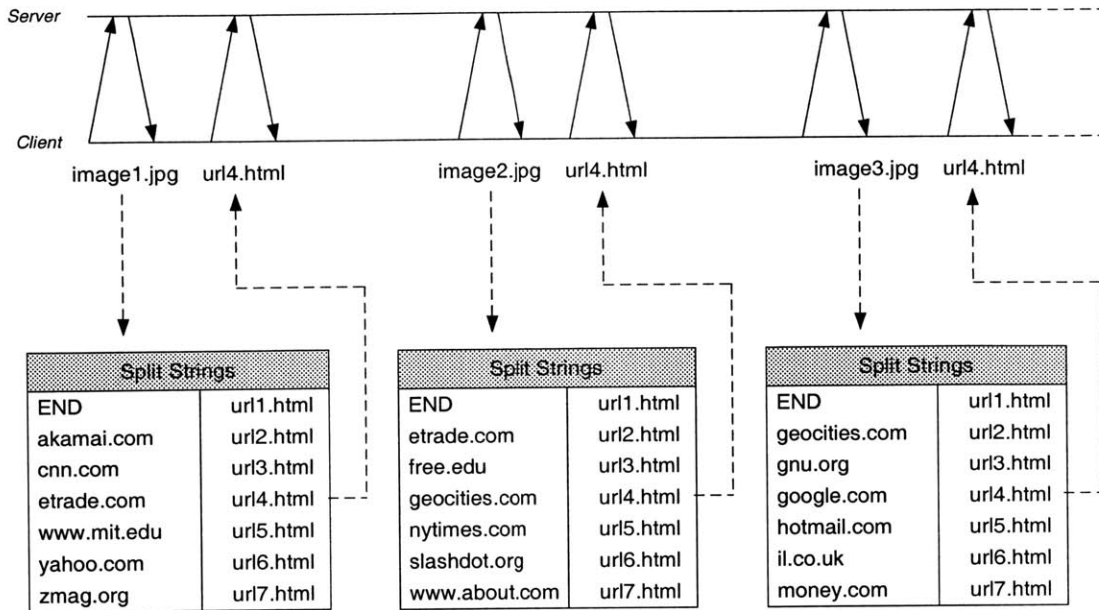 Server
Client
image1.jpg url4.html image2.jpg url4.html image3.jpg url4.html
Split Strings
END url1.html
akamai.com url2.html
cnn.com url3.html
etrade.com url4.html
www.mit.edu url5.html
yahoo.com url6.html
zmag.org url7.html
Split Strings
END url1.html
etrade.com url2.html
free.edu url3.html
geocities.com url4.html
nytimes.com url5.html
slashdot.org url6.html
www.about.com url7.html
Split Strings
END url1.html
geocities.com url2.html
gnu.org url3.html
google.com url4.html
hotmail.com url5.html
il.co.uk url6.html
money.com url7.html